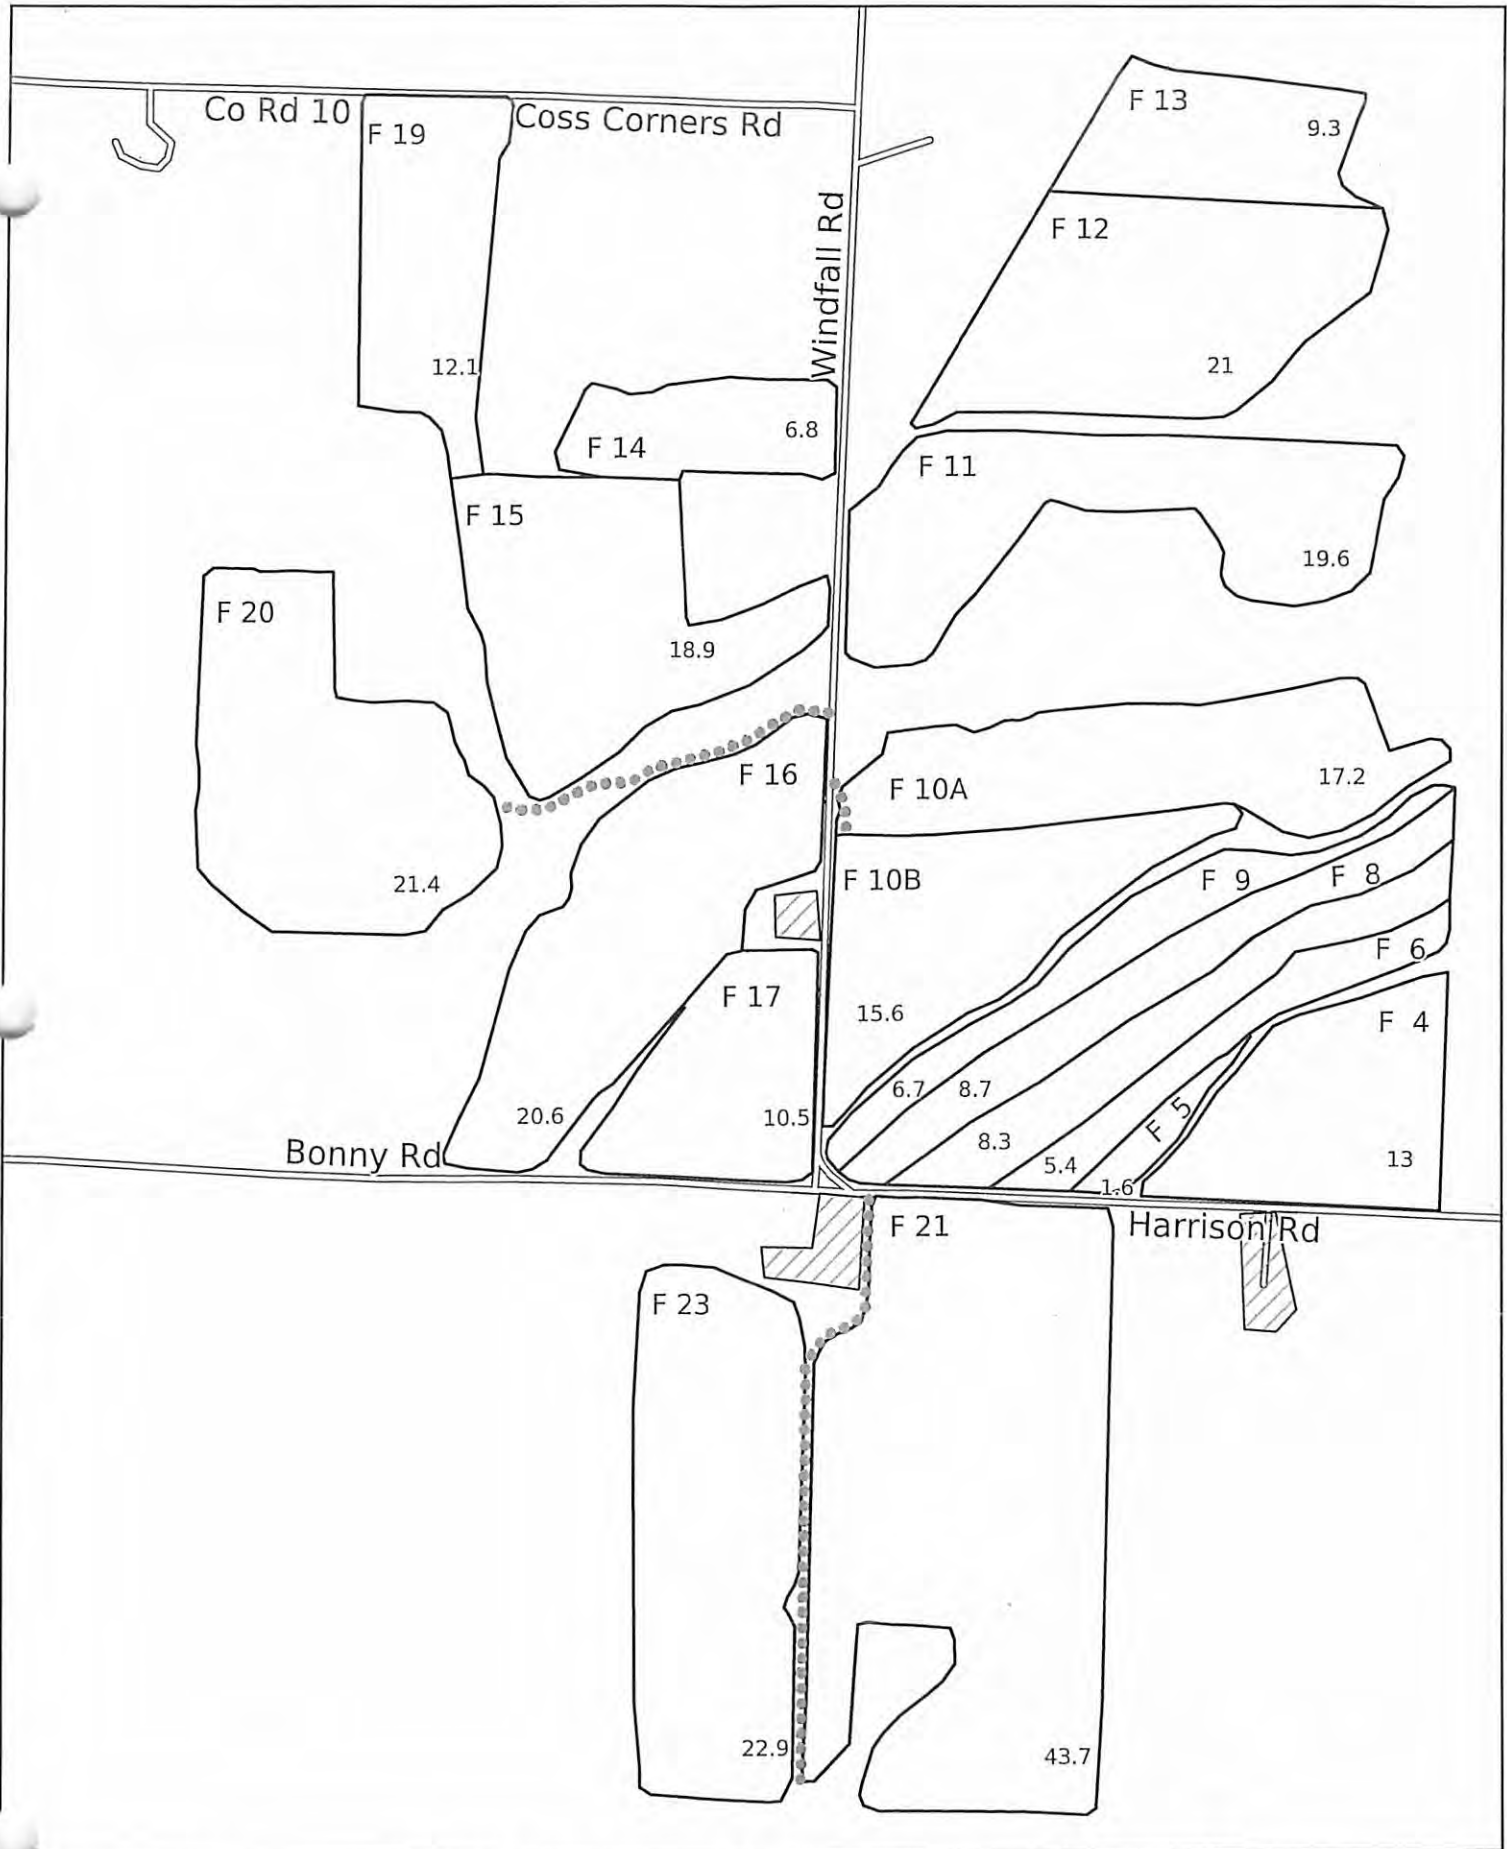 Co Rd 10
Coss Corners Rd
F 19
F 13
9.3
Windfall Rd
F 12
12.1
21
F 14
6.8
F 11
F 15
19.6
F 20
18.9
F 16
17.2
F 10A
21.4
F 10B
F 9
F 8
F 6
F 17
15.6
F 4
6.7
8.7
F 5
20.6
10.5
8.3
Bonny Rd
5.4
13
1.6
F 21
Harrison Rd
F 23
22.9
43.7